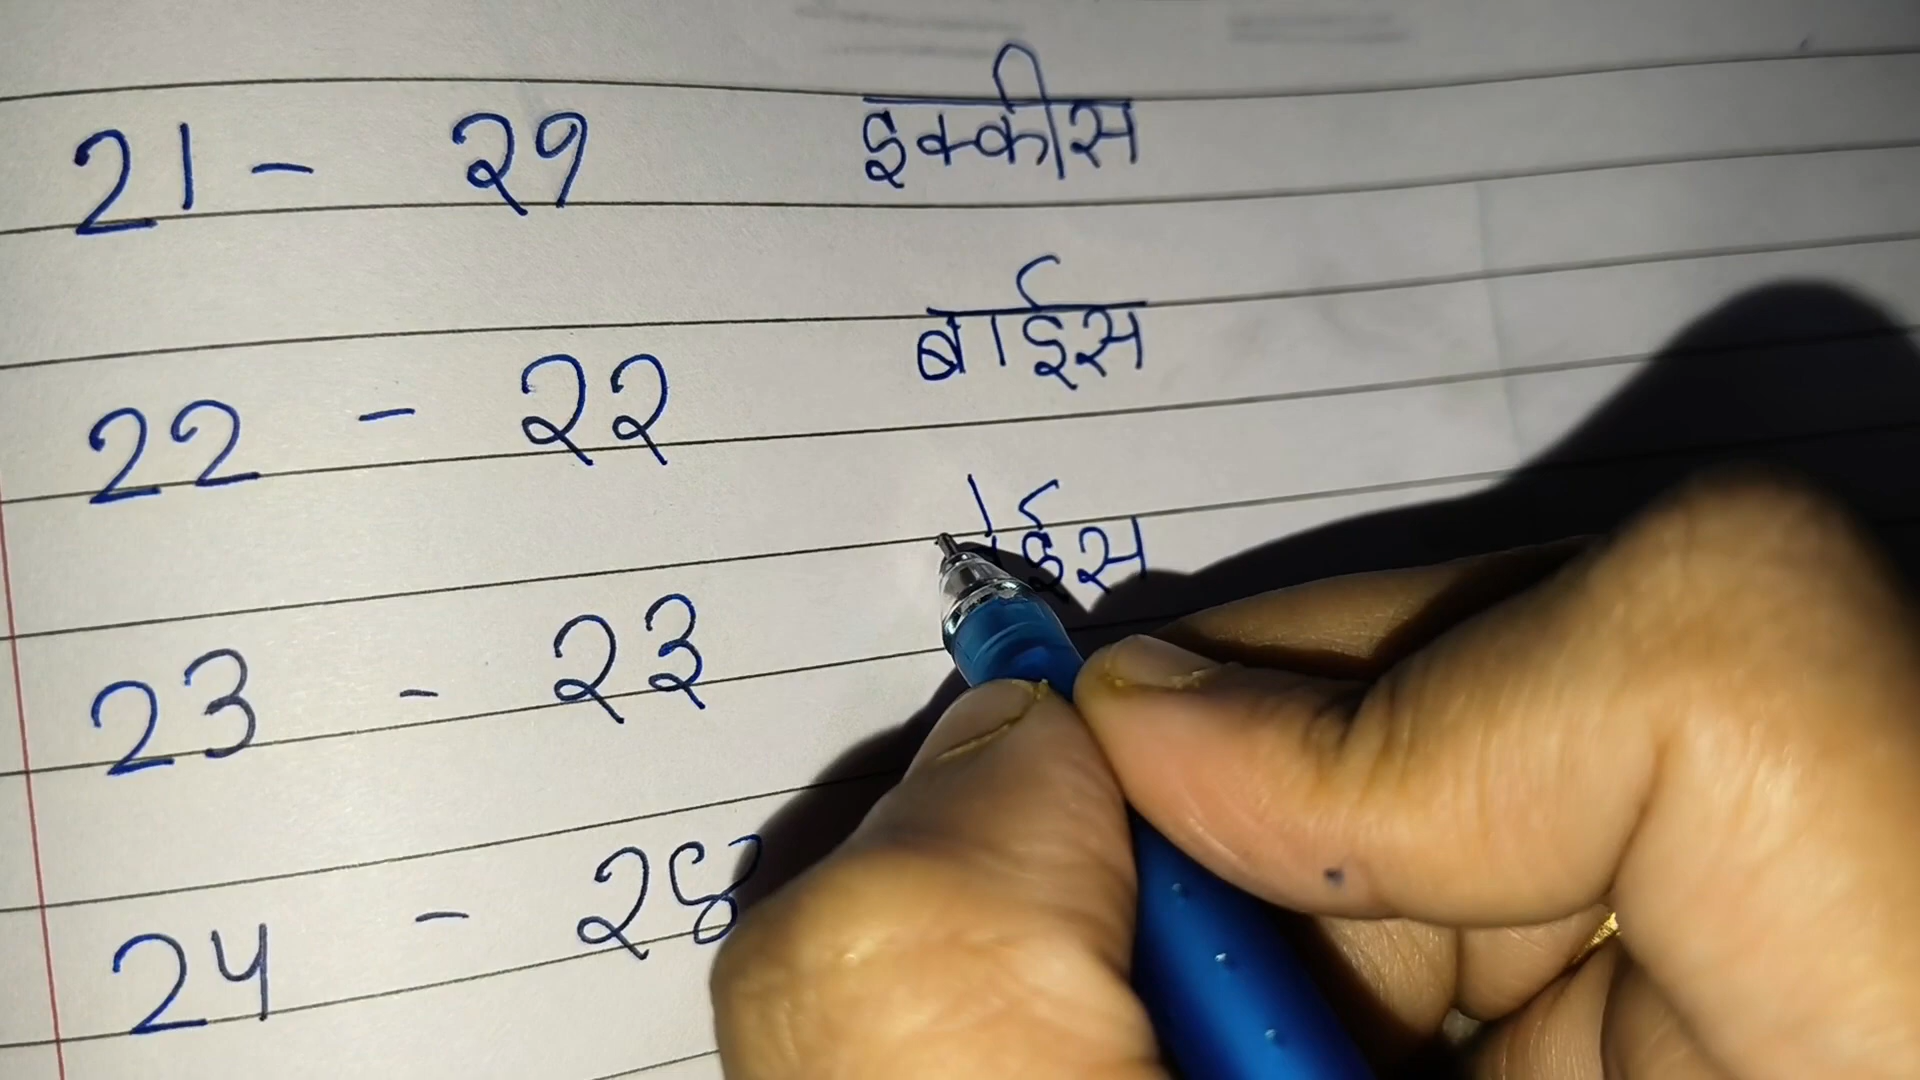 21 - २१ इक्कीस
22 - २२ बाईस
23 - २३
24 - २४